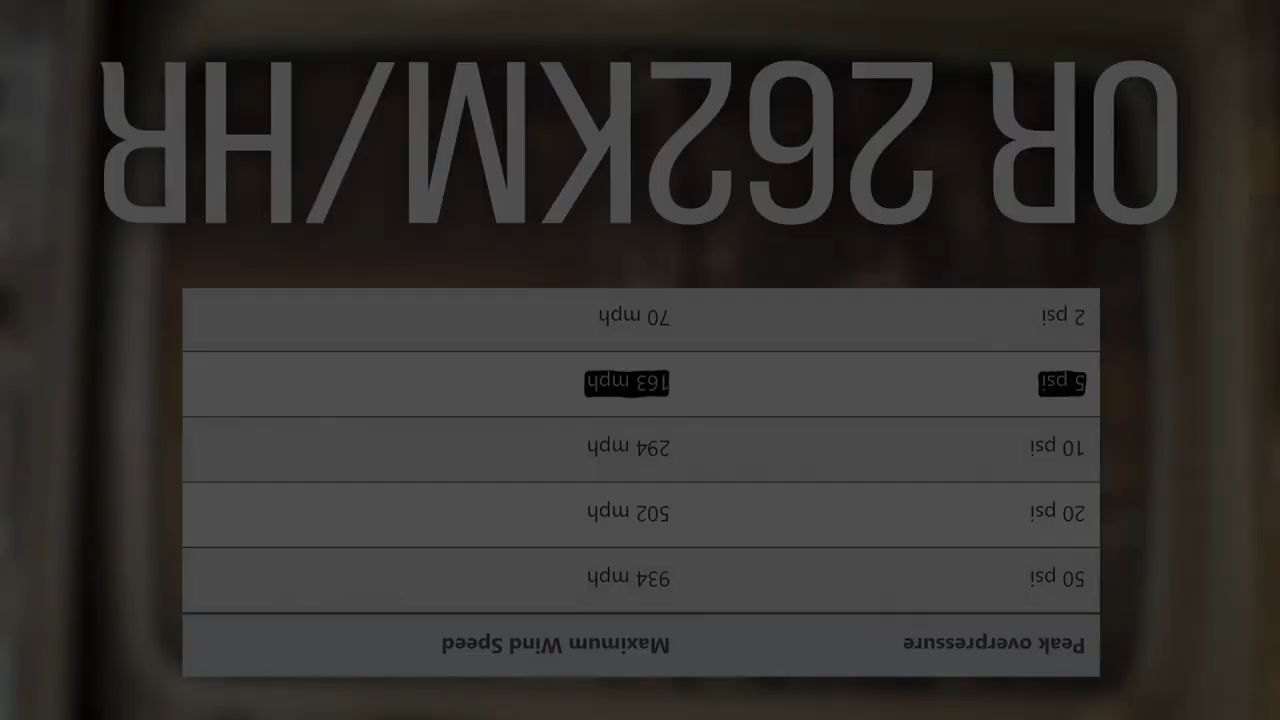 Peak overpressure Maximum Wind Speed
50 psi 934 mph
20 psi 502 mph
10 psi 294 mph
5 psi 163 mph
2 psi 70 mph
OR 262KM/HR